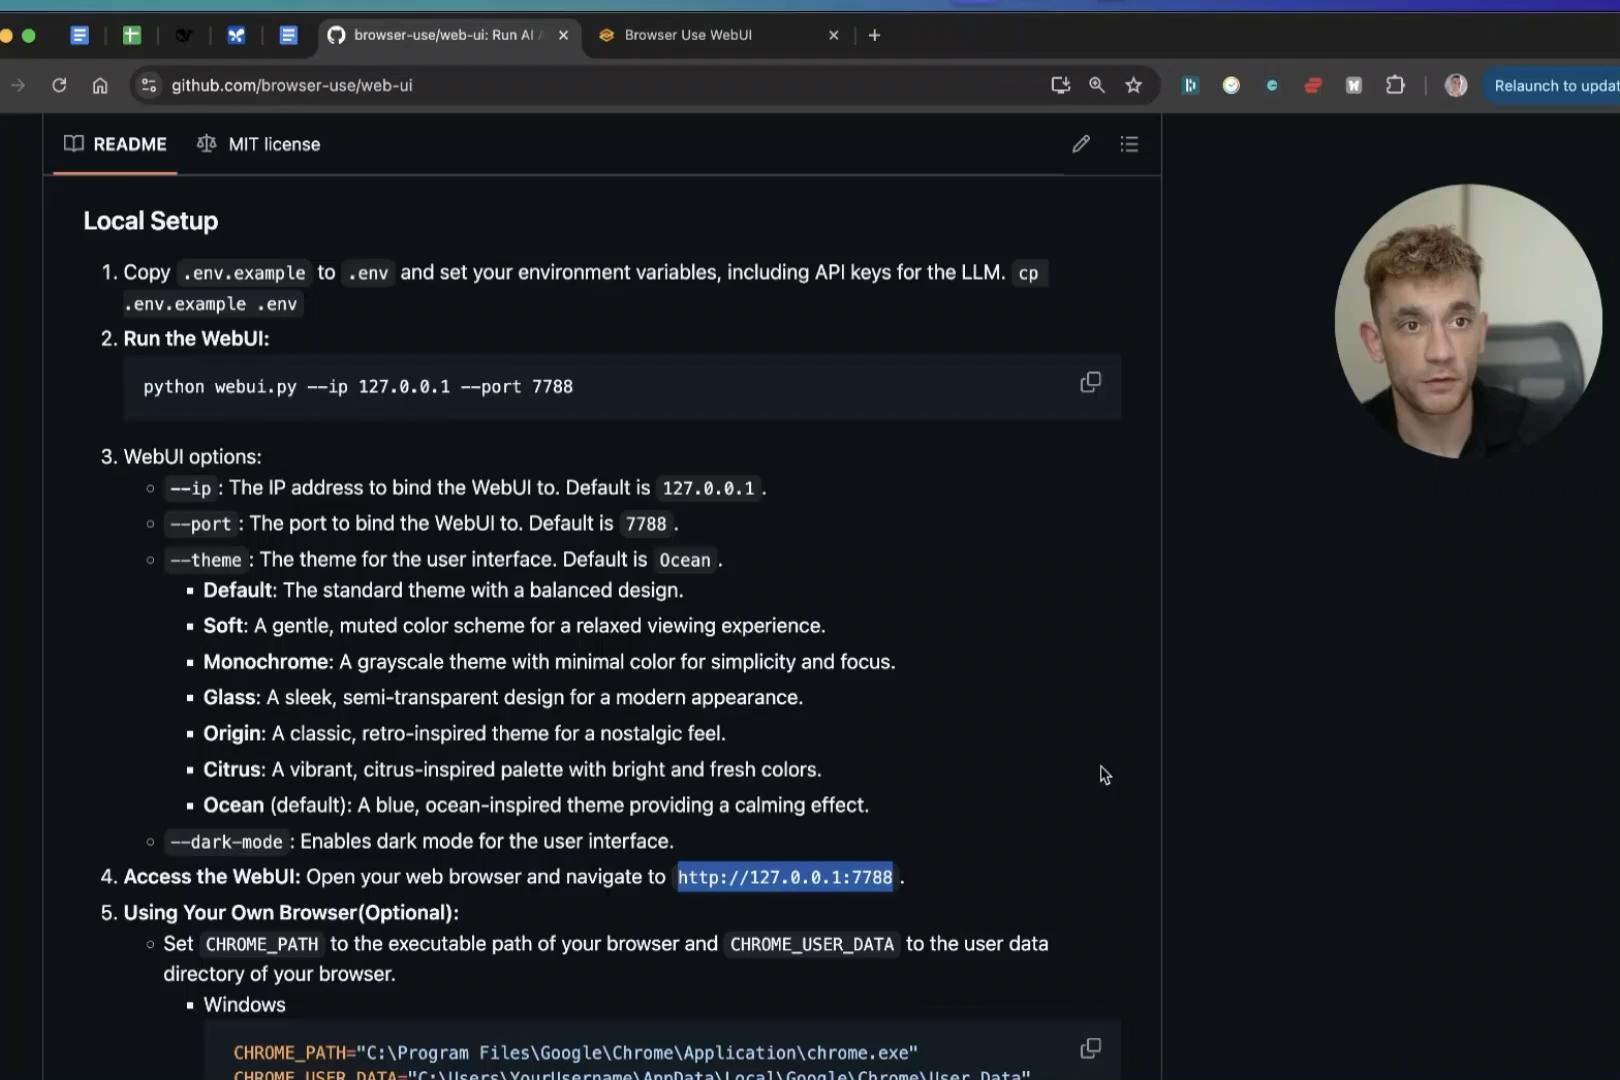 browser-use/web-ui: Run AI A
Browser Use WebUI
github.com/browser-use/web-ui
Relaunch to updat
README
MIT license
Local Setup
1. Copy .env.example to .env and set your environment variables, including API keys for the LLM. cp
.env.example .env
2. Run the WebUI:
python webui.py --ip 127.0.0.1 --port 7788
3. WebUI options:
--ip : The IP address to bind the WebUI to. Default is 127.0.0.1 .
--port : The port to bind the WebUI to. Default is 7788 .
--theme : The theme for the user interface. Default is Ocean .
Default: The standard theme with a balanced design.
Soft: A gentle, muted color scheme for a relaxed viewing experience.
Monochrome: A grayscale theme with minimal color for simplicity and focus.
Glass: A sleek, semi-transparent design for a modern appearance.
Origin: A classic, retro-inspired theme for a nostalgic feel.
Citrus: A vibrant, citrus-inspired palette with bright and fresh colors.
Ocean (default): A blue, ocean-inspired theme providing a calming effect.
--dark-mode : Enables dark mode for the user interface.
4. Access the WebUI: Open your web browser and navigate to http://127.0.0.1:7788 .
5. Using Your Own Browser(Optional):
Set CHROME_PATH to the executable path of your browser and CHROME_USER_DATA to the user data
directory of your browser.
Windows
CHROME_PATH="C:\Program Files\Google\Chrome\Application\chrome.exe"
CHROME_USER_DATA="C:\Users\YourUsername\AppData\Local\Google\Chrome\User Data"